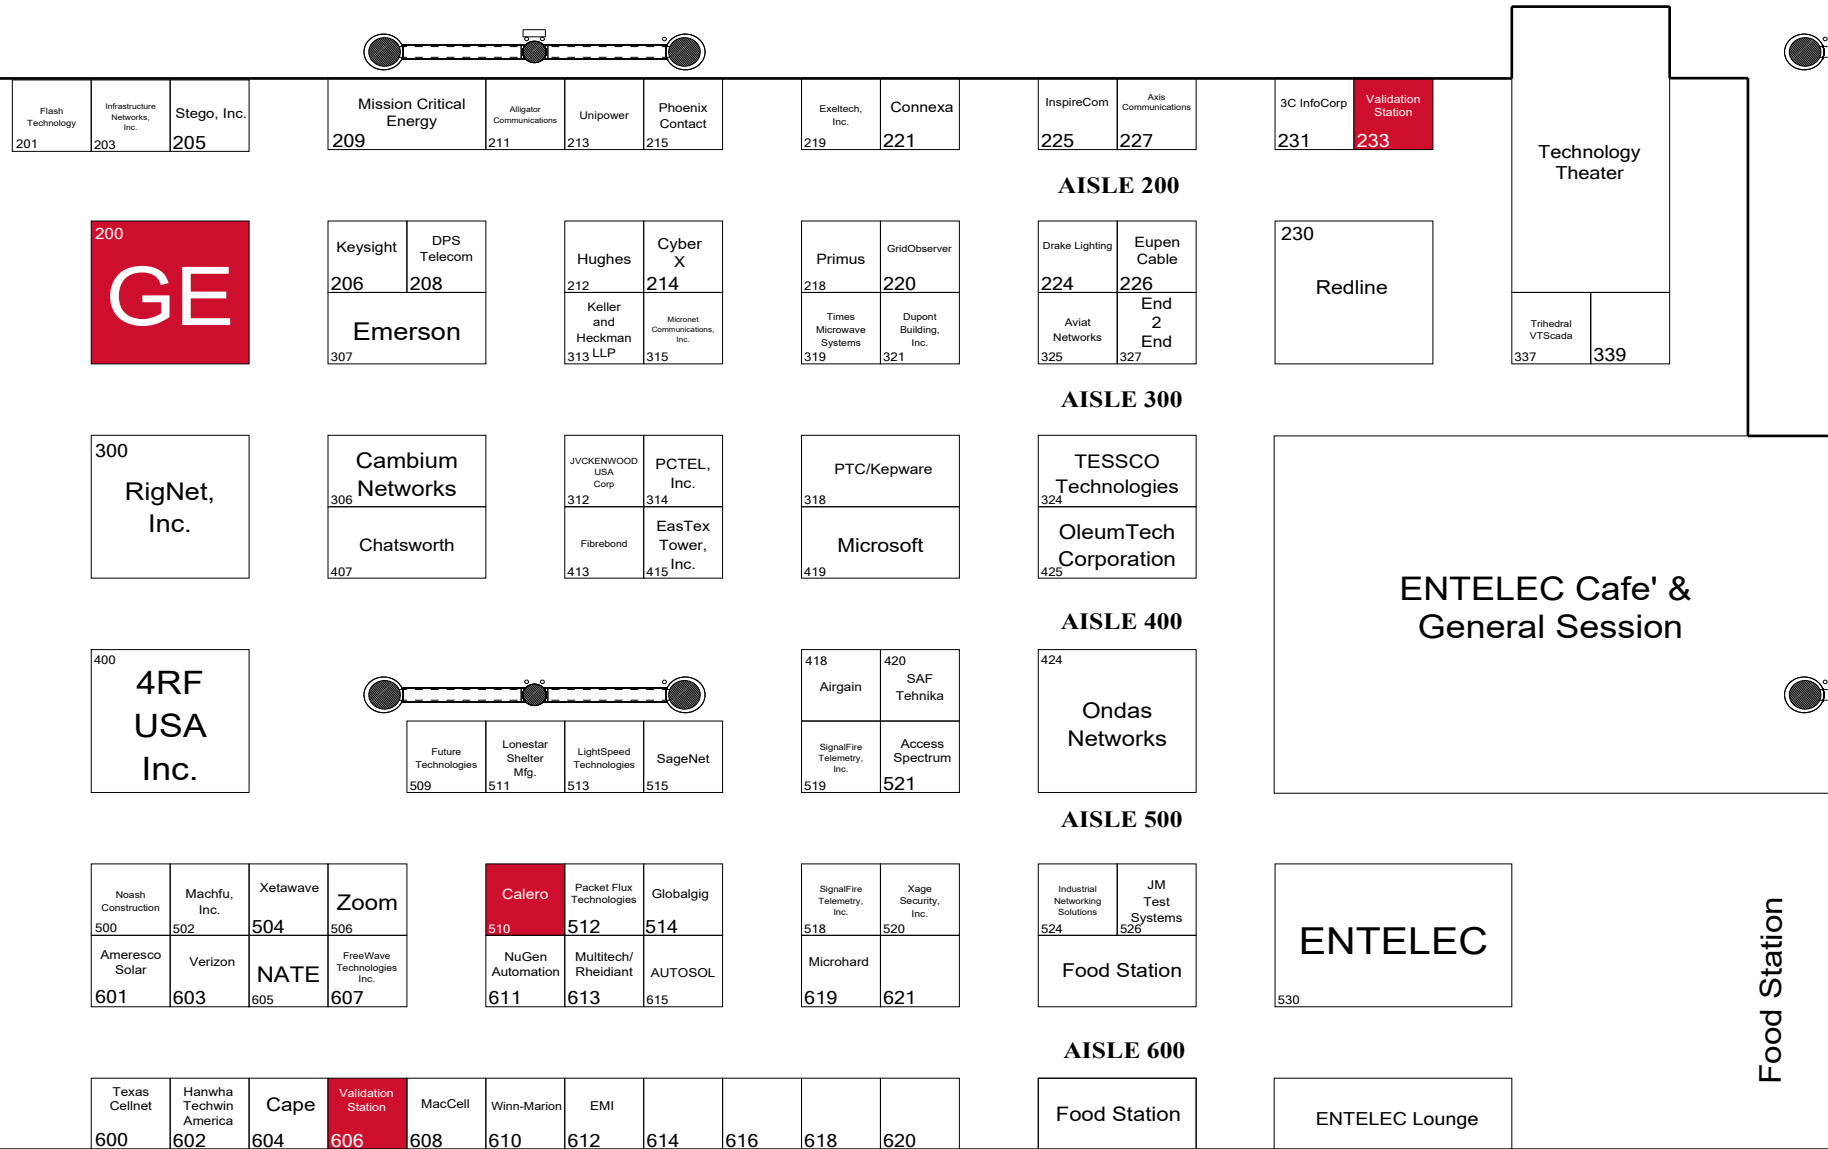 Flash
Technology
201
Infrastructure
Networks,
Inc.
203
Stego, Inc.
205
Mission Critical
Energy
209
Alligator
Communications
211
Unipower
213
Phoenix
Contact
215
Exeltech,
Inc.
219
Connexa
221
InspireCom
225
Axis
Communications
227
3C InfoCorp
231
Validation
Station
233
Technology
Theater
AISLE 200
200
GE
Keysight
206
DPS
Telecom
208
Emerson
307
Hughes
212
Cyber
X
214
Keller
and
Heckman
LLP
313
Micronet
Communications,
Inc.
315
Primus
218
GridObserver
220
Times
Microwave
Systems
319
Dupont
Building,
Inc.
321
Drake Lighting
224
Eupen
Cable
226
Aviat
Networks
325
End
2
End
327
230
Redline
Trihedral
VTScada
337
339
AISLE 300
300
RigNet,
Inc.
Cambium
Networks
306
Chatsworth
407
JVCKENWOOD
USA
Corp
312
PCTEL,
Inc.
314
Fibrebond
413
EasTex
Tower,
Inc.
415
PTC/Kepware
318
Microsoft
419
TESSCO
Technologies
324
OleumTech
Corporation
425
ENTELEC Cafe' &
General Session
AISLE 400
400
4RF
USA
Inc.
Future
Technologies
509
Lonestar
Shelter
Mfg.
511
LightSpeed
Technologies
513
SageNet
515
418
Airgain
420
SAF
Tehnika
SignalFire
Telemetry,
Inc.
519
Access
Spectrum
521
424
Ondas
Networks
AISLE 500
Noash
Construction
500
Machfu,
Inc.
502
Xetawave
504
Zoom
506
Ameresco
Solar
601
Verizon
603
NATE
605
FreeWave
Technologies
Inc.
607
Calero
510
Packet Flux
Technologies
512
Globalgig
514
NuGen
Automation
611
Multitech/
Rheidiant
613
AUTOSOL
615
SignalFire
Telemetry,
Inc.
518
Xage
Security,
Inc.
520
Microhard
619
621
Industrial
Networking
Solutions
524
JM
Test
Systems
526
Food Station
ENTELEC
530
Food Station
AISLE 600
Texas
Cellnet
600
Hanwha
Techwin
America
602
Cape
604
Validation
Station
606
MacCell
608
Winn-Marion
610
EMI
612
614
616
618
620
Food Station
ENTELEC Lounge